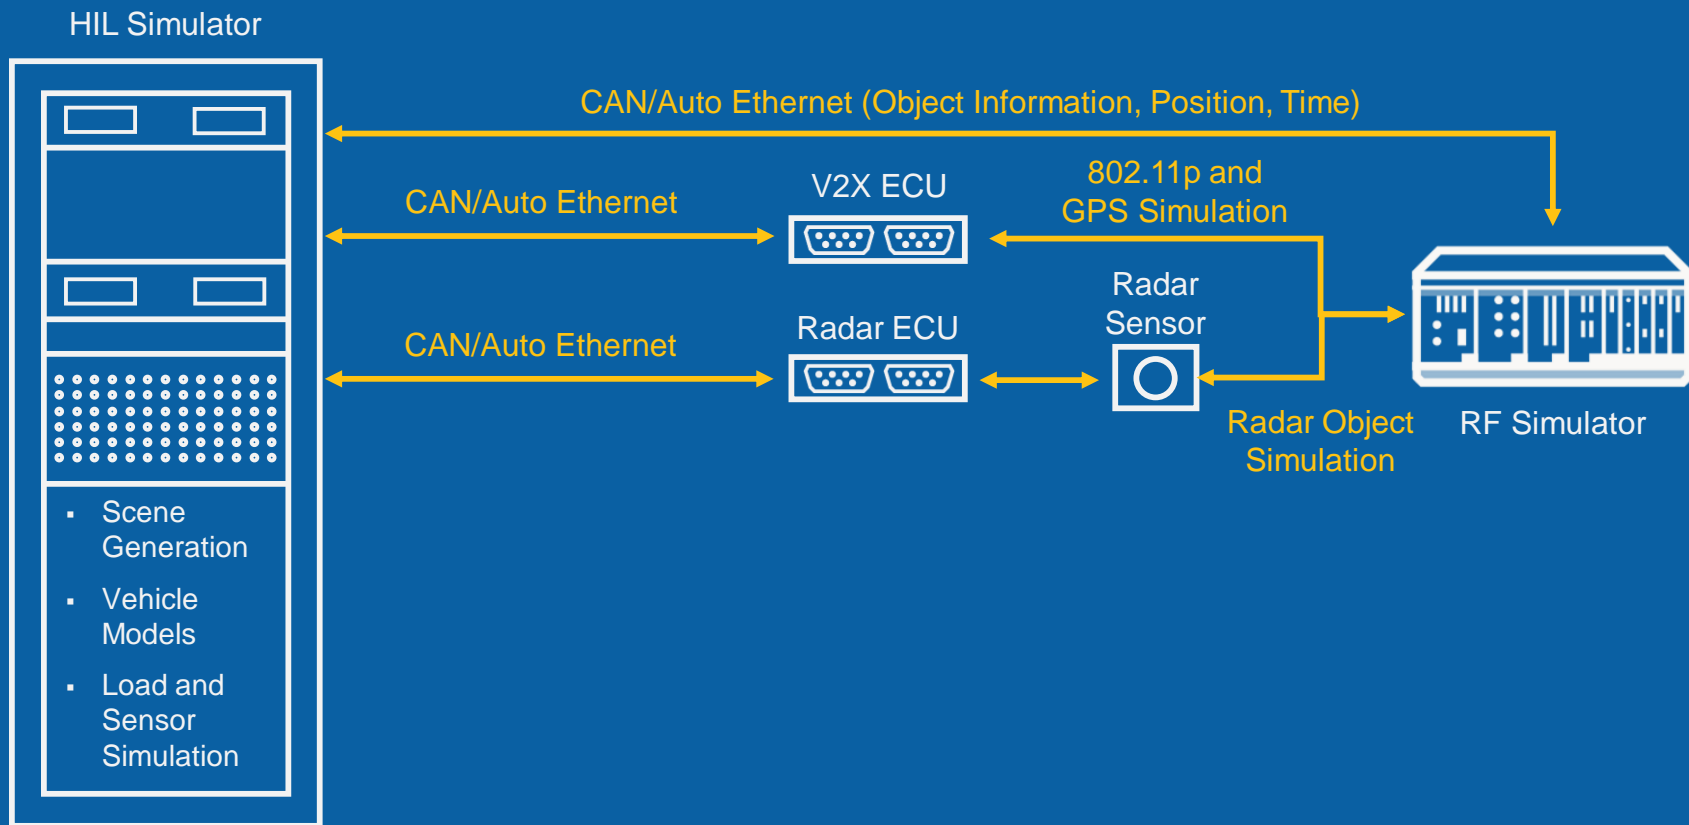 HIL Simulator
CAN/Auto Ethernet (Object Information, Position, Time)
CAN/Auto Ethernet
V2X ECU
802.11p and
GPS Simulation
CAN/Auto Ethernet
Radar ECU
Radar
Sensor
Radar Object
Simulation
RF Simulator
▪ Scene
Generation
▪ Vehicle
Models
▪ Load and
Sensor
Simulation